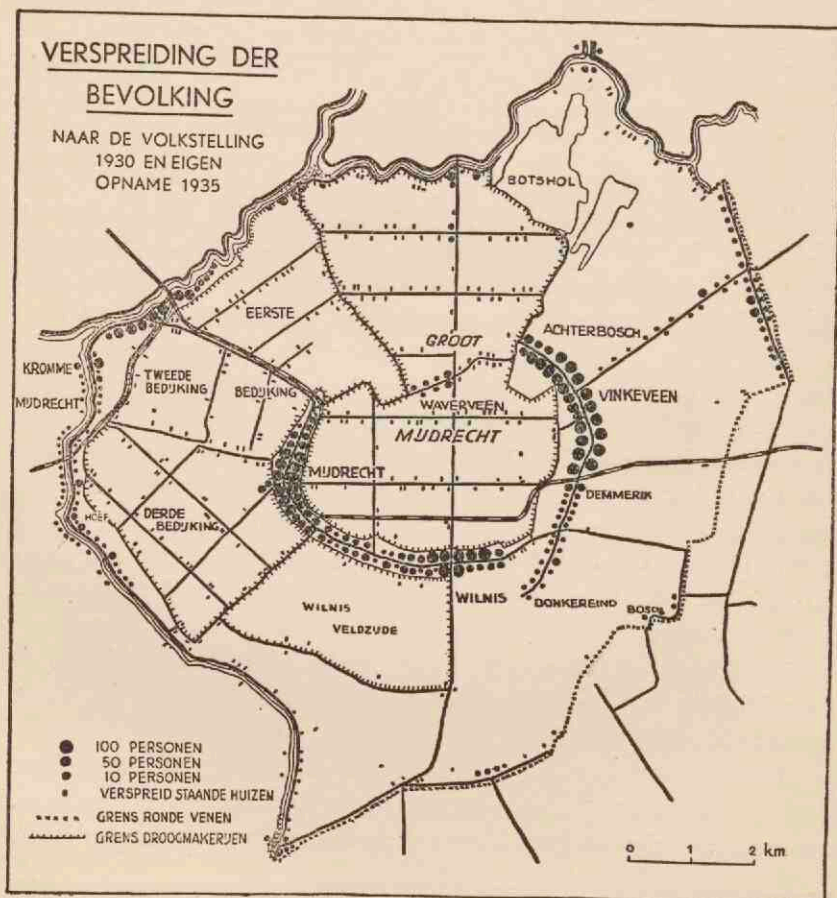 VERSPREIDING DER
BEVOLKING
NAAR DE VOLKSTELLING
1930 EN EIGEN
OPNAME 1935
BOTSHOL
EERSTE
GROOT
ACHTERBOSCH
KROMME
MIJDRECHT
TWEEDE
BEDIJKING
BEDIJKING
WAVERVEEN
VINKEVEEN
MIJDRECHT
MIJDRECHT
DEMMERIK
HOEF
DERDE
BEDIJKING
WILNIS
DONKEREIND
BOSCH
WILNIS
VELDZIJDE
100 PERSONEN
50 PERSONEN
10 PERSONEN
VERSPREID STAANDE HUIZEN
GRENS RONDE VENEN
GRENS DROOGMAKERIJEN
0 1 2 km